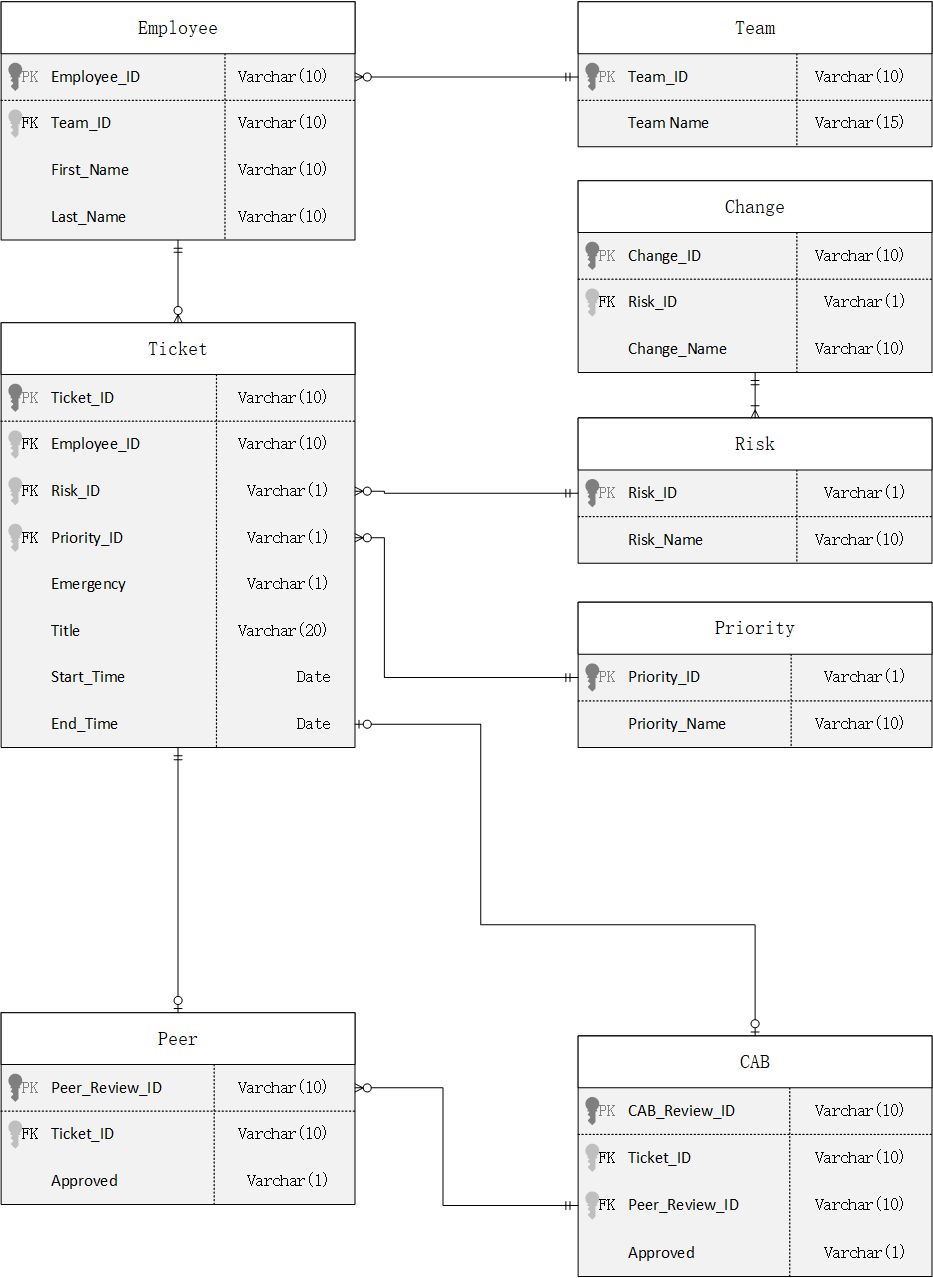 Employee
PK Employee_ID Varchar(10)
FK Team_ID Varchar(10)
First_Name Varchar(10)
Last_Name Varchar(10)
Team
PK Team_ID Varchar(10)
Team Name Varchar(15)
Change
PK Change_ID Varchar(10)
FK Risk_ID Varchar(1)
Change_Name Varchar(10)
Ticket
PK Ticket_ID Varchar(10)
FK Employee_ID Varchar(10)
FK Risk_ID Varchar(1)
FK Priority_ID Varchar(1)
Emergency Varchar(1)
Title Varchar(20)
Start_Time Date
End_Time Date
Risk
PK Risk_ID Varchar(1)
Risk_Name Varchar(10)
Priority
PK Priority_ID Varchar(1)
Priority_Name Varchar(10)
Peer
PK Peer_Review_ID Varchar(10)
FK Ticket_ID Varchar(10)
Approved Varchar(1)
CAB
PK CAB_Review_ID Varchar(10)
FK Ticket_ID Varchar(10)
FK Peer_Review_ID Varchar(10)
Approved Varchar(1)